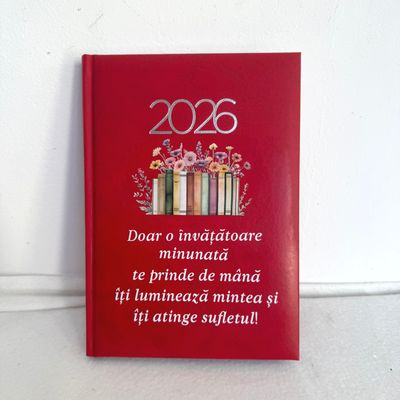 2026
Doar o învățătoare
minunată
te prinde de mână
îți luminează mintea și
îți atinge sufletul!